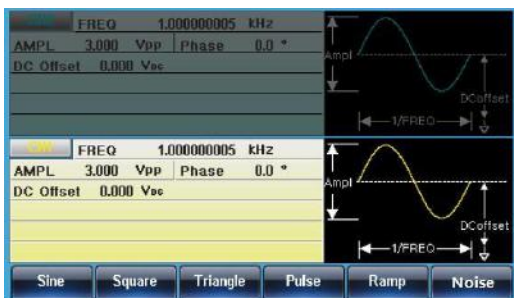 FREQ 1.000000005 kHz
AMPL 3.000 Vpp Phase 0.0 °
DC Offset 0.000 VDC
Ampl
DCoffset
1/FREQ
FREQ 1.000000005 kHz
AMPL 3.000 Vpp Phase 0.0 °
DC Offset 0.000 VDC
Ampl
DCoffset
1/FREQ
Sine Square Triangle Pulse Ramp Noise